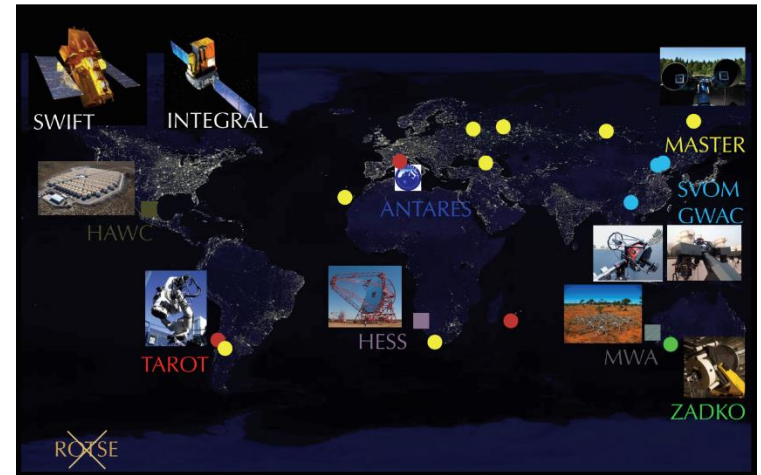 SWIFT
INTEGRAL
MASTER
HAWC
ANTARES
SVOM
GWAC
TAROT
HESS
MWA
ZADKO
ROTSE